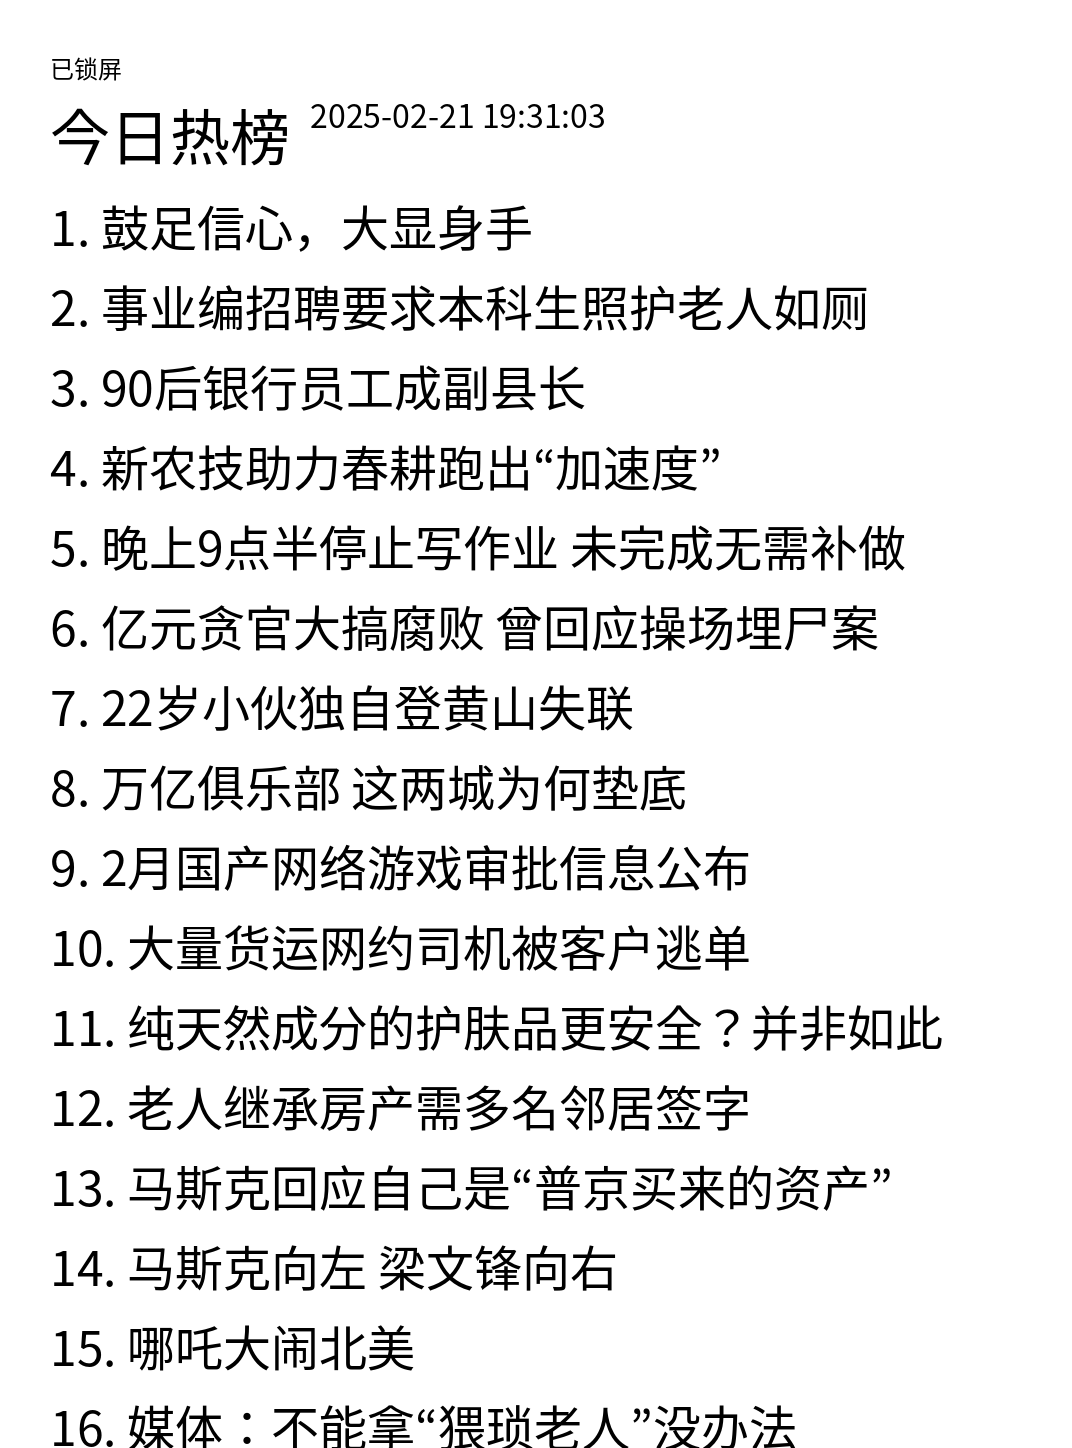 已锁屏
今日热榜 2025-02-21 19:31:03
1. 鼓足信心，大显身手
2. 事业编招聘要求本科生照护老人如厕
3. 90后银行员工成副县长
4. 新农技助力春耕跑出“加速度”
5. 晚上9点半停止写作业 未完成无需补做
6. 亿元贪官大搞腐败 曾回应操场埋尸案
7. 22岁小伙独自登黄山失联
8. 万亿俱乐部 这两城为何垫底
9. 2月国产网络游戏审批信息公布
10. 大量货运网约司机被客户逃单
11. 纯天然成分的护肤品更安全？并非如此
12. 老人继承房产需多名邻居签字
13. 马斯克回应自己是“普京买来的资产”
14. 马斯克向左 梁文锋向右
15. 哪吒大闹北美
16. 媒体：不能拿“猥琐老人”没办法